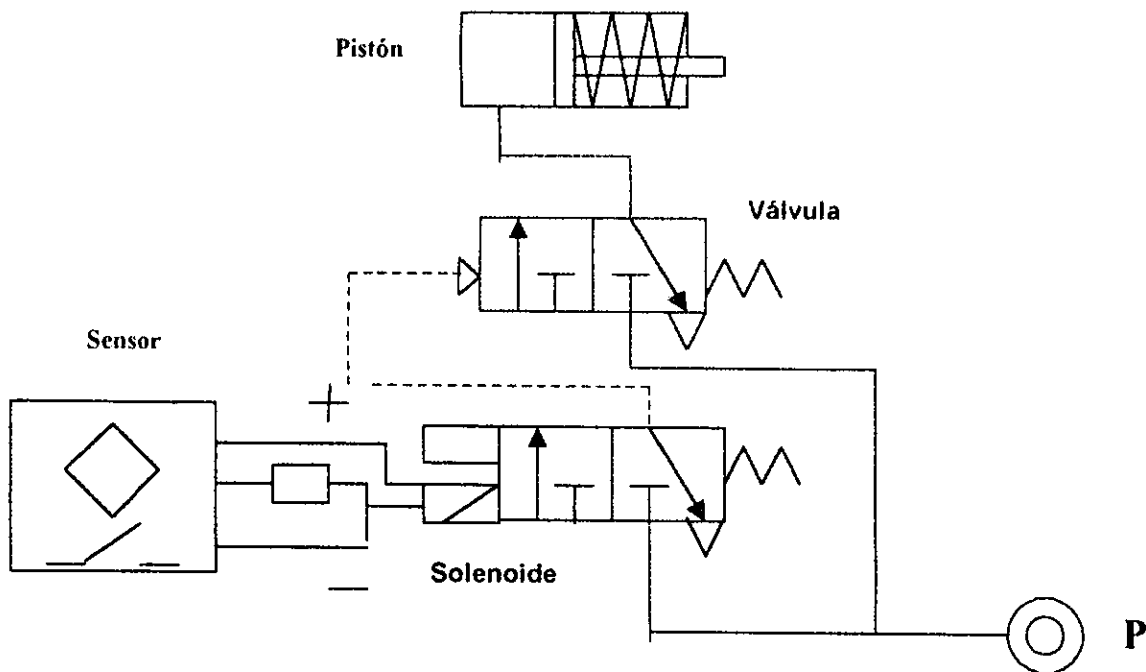 Pistón
Válvula
Sensor
+
Solenoide
—
P